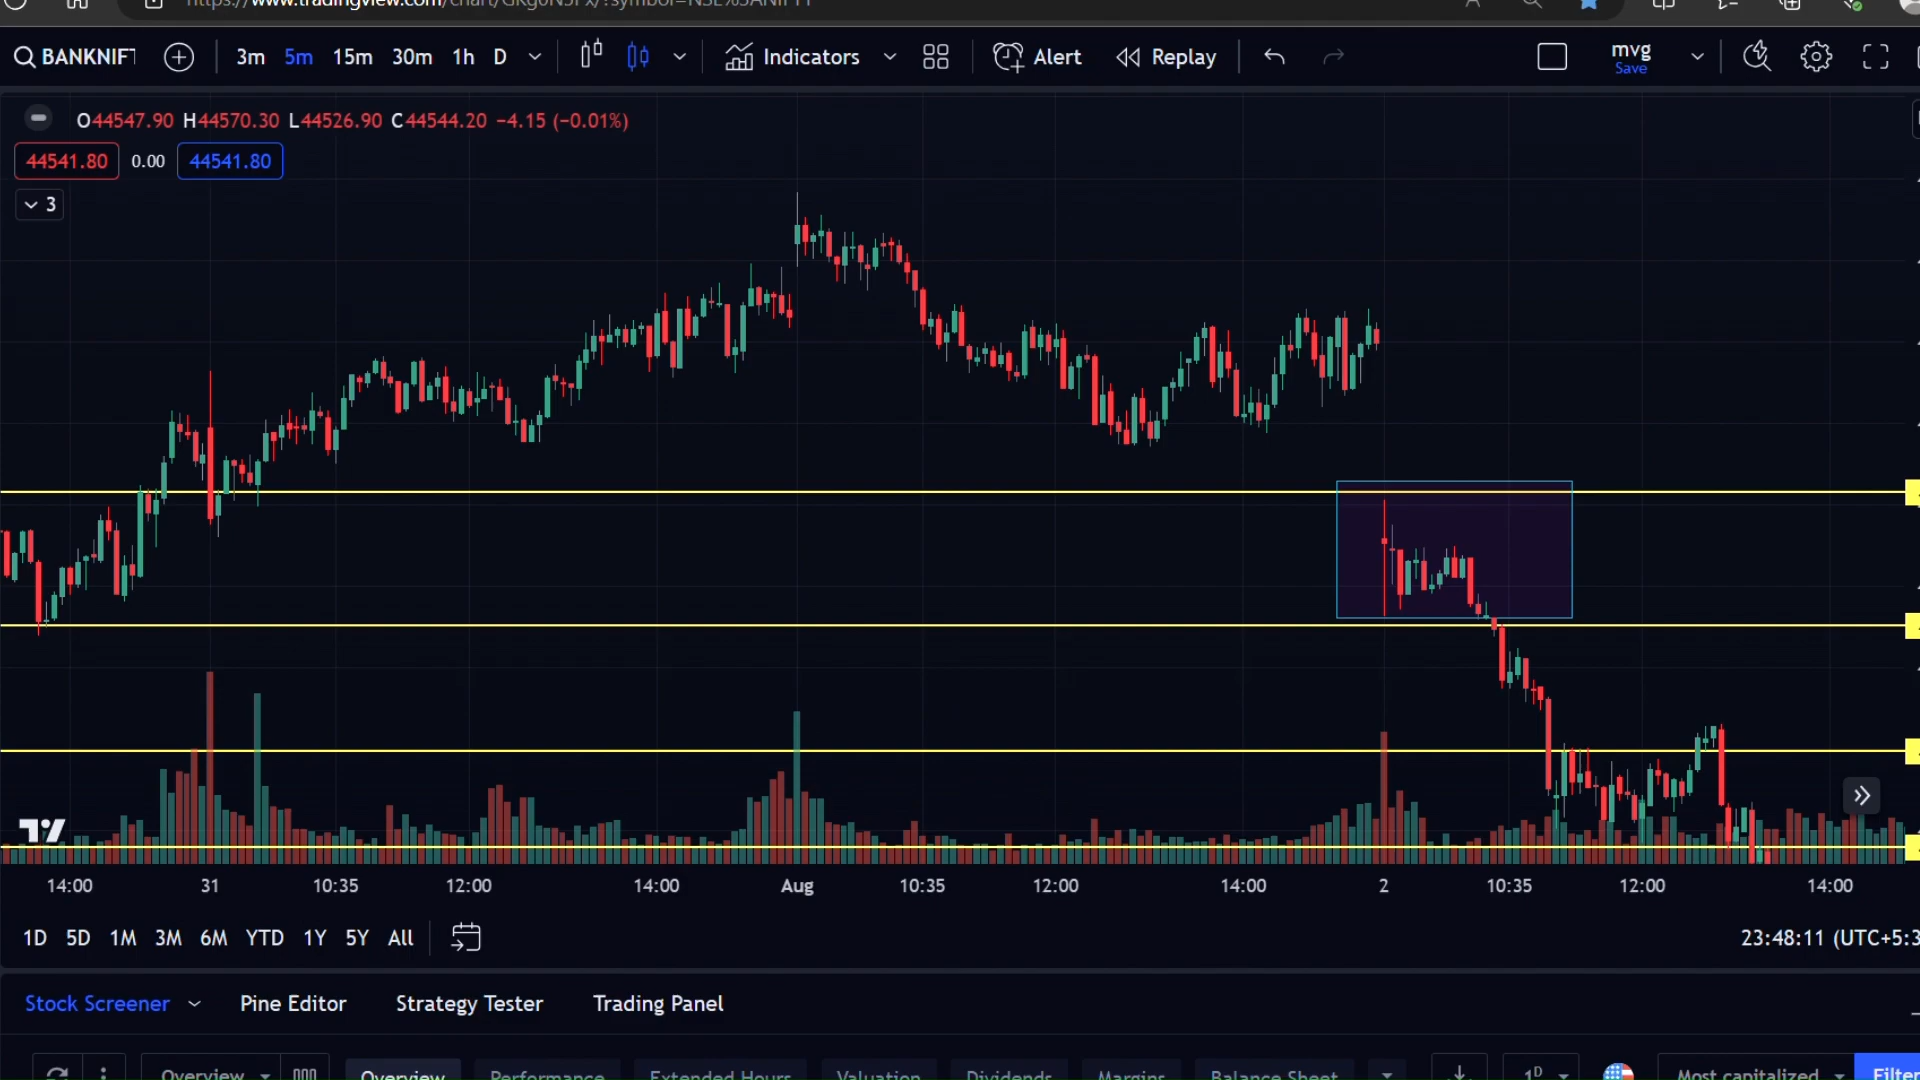 BANKNIFT 3m 5m 15m 30m 1h D Indicators Alert Replay mvg
Save
O44547.90 H44570.30 L44526.90 C44544.20 −4.15 (−0.01%)
44541.80 0.00 44541.80
3
14:00 31 10:35 12:00 14:00 Aug 10:35 12:00 14:00 2 10:35 12:00 14:00
1D 5D 1M 3M 6M YTD 1Y 5Y All 23:48:11 (UTC+5:3
Stock Screener Pine Editor Strategy Tester Trading Panel
Overview Overview Performance Extended Hours Valuation Dividends Margins Balance Sheet 1D Most capitalized Filter